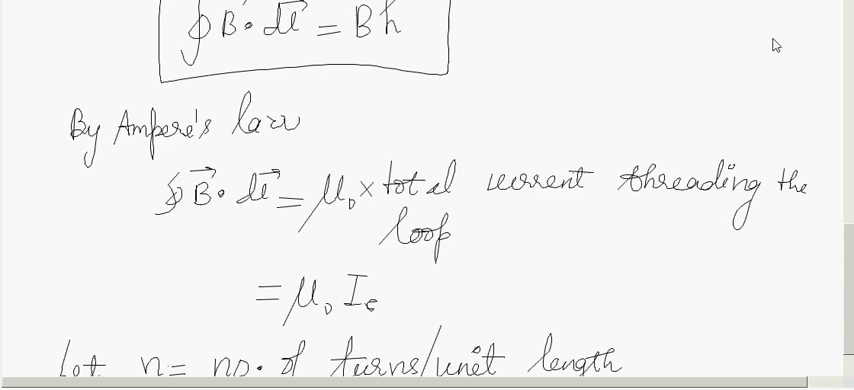 ∮ B⃗ · dl⃗ = Bh
By Ampere's law
∮ B⃗ · dl⃗ = μ₀ × total current threading the
loop
= μ₀ Iₑ
Let n = no. of turns/unit length